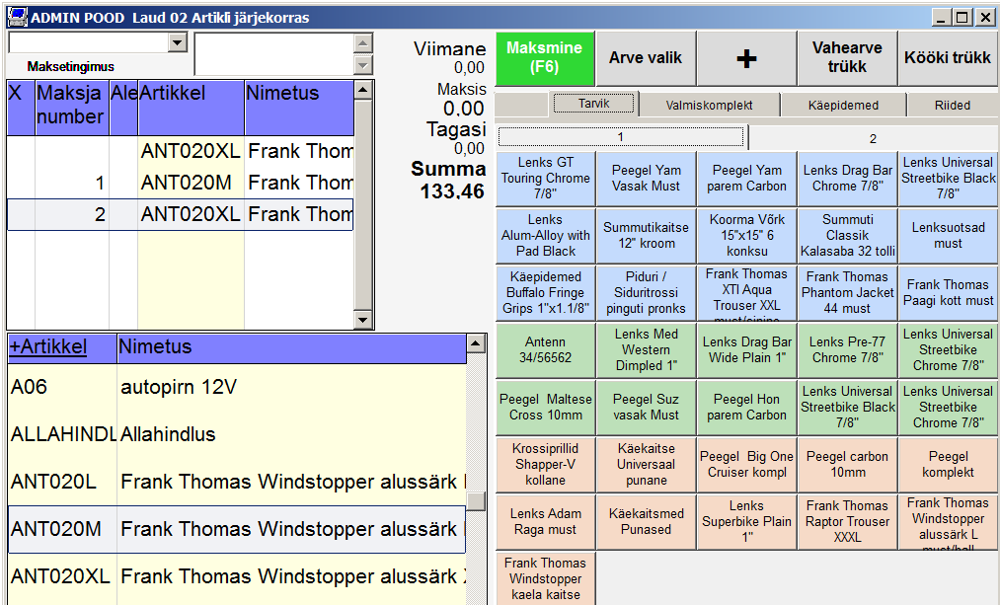 ADMIN POOD  Laud 02 Artikli järjekorras
Maksetingimus
Viimane
0,00
Maksis
0,00
Tagasi
0,00
Summa
133,46
X
Maksja
number
Ale
Artikkel
Nimetus
ANT020XL Frank Thom
1 ANT020M Frank Thom
2 ANT020XL Frank Thom
+Artikkel Nimetus
A06 autopirn 12V
ALLAHINDL Allahindlus
ANT020L Frank Thomas Windstopper alussärk
ANT020M Frank Thomas Windstopper alussärk
ANT020XL Frank Thomas Windstopper alussärk
Maksmine
(F6)
Arve valik
+
Vahearve
trükk
Kööki trükk
Tarvik
Valmiskomplekt
Käepidemed
Riided
1
2
Lenks GT
Touring Chrome
7/8"
Peegel Yam
Vasak Must
Peegel Yam
parem Carbon
Lenks Drag Bar
Chrome 7/8"
Lenks Universal
Streetbike Black
7/8"
Lenks
Alum-Alloy with
Pad Black
Summutikaitse
12" kroom
Koorma Võrk
15"x15" 6
konksu
Summuti
Classik
Kalasaba 32 tolli
Lenksuotsad
must
Käepidemed
Buffalo Fringe
Grips 1"x1.1/8"
Piduri /
Siduritrossi
pinguti pronks
Frank Thomas
XTI Aqua
Trouser XXL
must/sinine
Frank Thomas
Phantom Jacket
44 must
Frank Thomas
Paagi kott must
Antenn
34/56562
Lenks Med
Western
Dimpled 1"
Lenks Drag Bar
Wide Plain 1"
Lenks Pre-77
Chrome 7/8"
Lenks Universal
Streetbike
Chrome 7/8"
Peegel  Maltese
Cross 10mm
Peegel Suz
vasak Must
Peegel Hon
parem Carbon
Lenks Universal
Streetbike Black
7/8"
Lenks Universal
Streetbike
Chrome 7/8"
Krossiprillid
Shapper-V
kollane
Käekaitse
Universaal
punane
Peegel  Big One
Cruiser kompl
Peegel carbon
10mm
Peegel
komplekt
Lenks Adam
Raga must
Käekaitsmed
Punased
Lenks
Superbike Plain
1"
Frank Thomas
Raptor Trouser
XXXL
Frank Thomas
Windstopper
alussärk L
must/hall
Frank Thomas
Windstopper
kaela kaitse